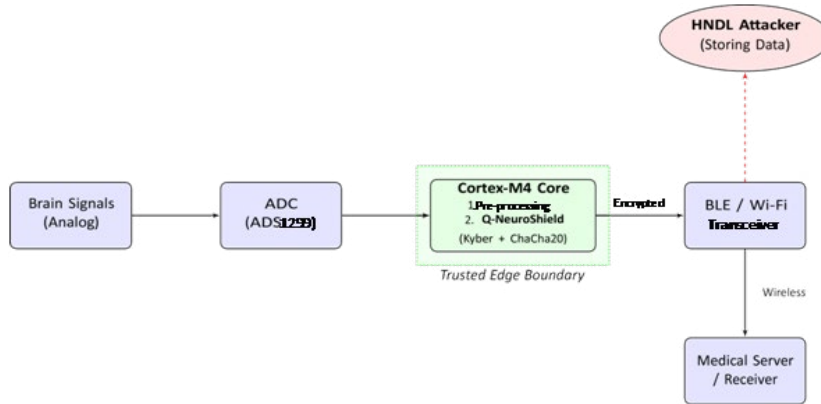 HNDL Attacker
(Storing Data)
Brain Signals
(Analog)
ADC
(ADS1299)
Cortex-M4 Core
1. Pre-processing
2. Q-NeuroShield
(Kyber + ChaCha20)
Trusted Edge Boundary
Encrypted
BLE / Wi-Fi
Transceiver
Wireless
Medical Server
/ Receiver